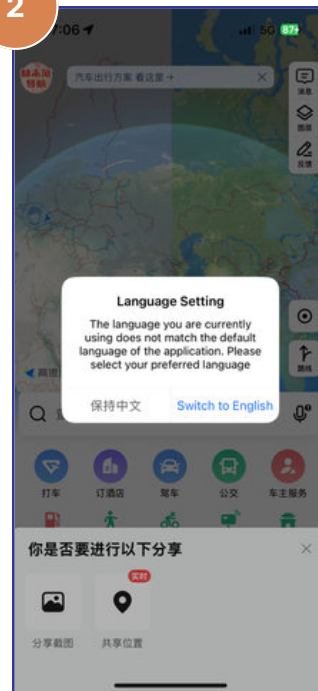 2
7:06
5G 87
汽车出行方案 看这里→
消息
图层
反馈
Language Setting
The language you are currently
using does not match the default
language of the application. Please
select your preferred language
保持中文
Switch to English
路线
打车
订酒店
驾车
公交
车主服务
你是否要进行以下分享
实时
分享截图
共享位置